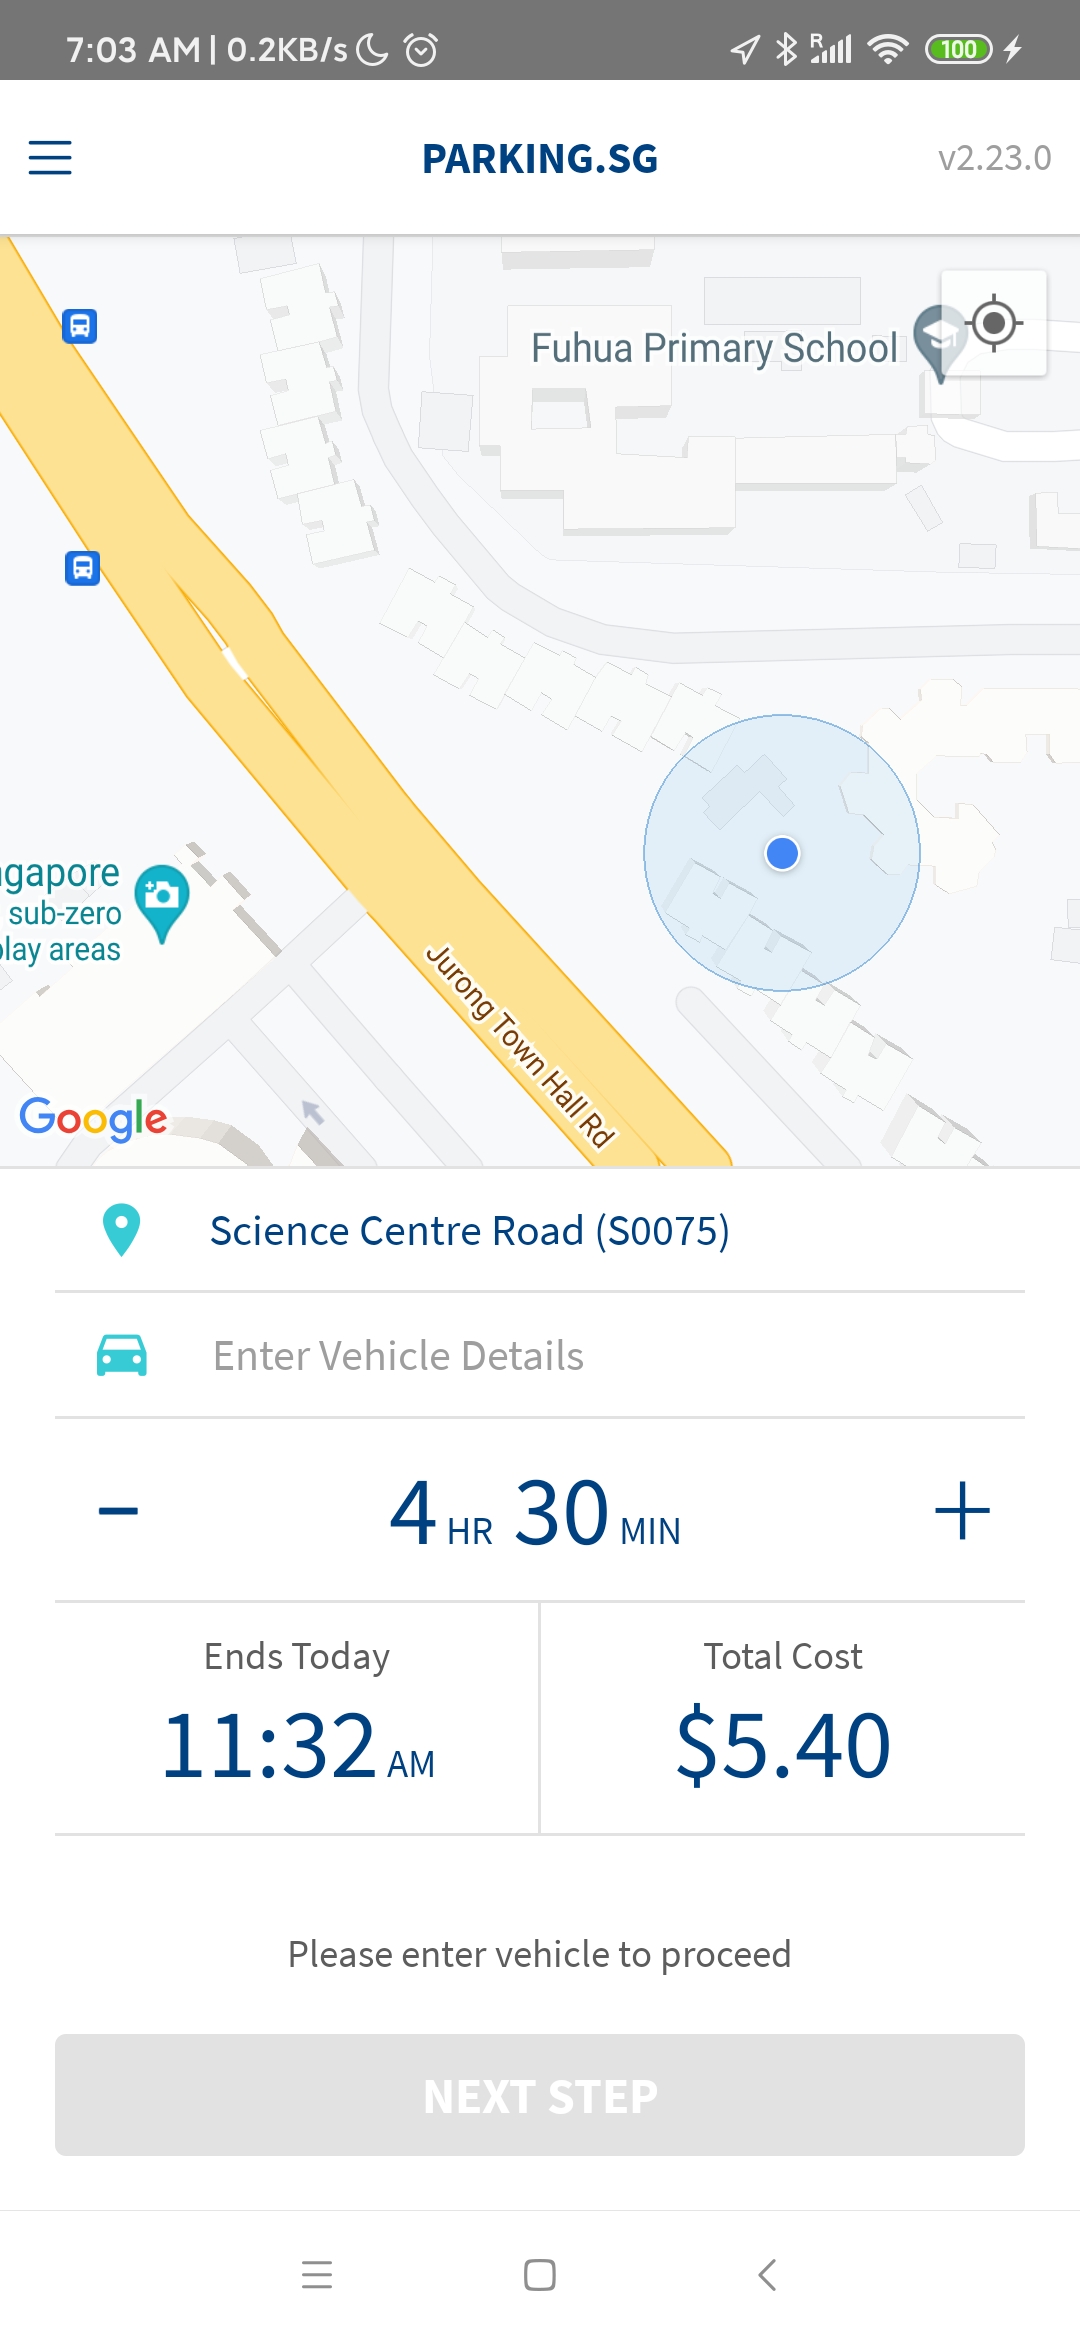 7:03 AM | 0.2KB/s
R
100
PARKING.SG
v2.23.0
Fuhua Primary School
ngapore
sub-zero
play areas
Jurong Town Hall Rd
Google
Science Centre Road (S0075)
Enter Vehicle Details
− 4 HR 30 MIN +
Ends Today
11:32 AM
Total Cost
$5.40
Please enter vehicle to proceed
NEXT STEP